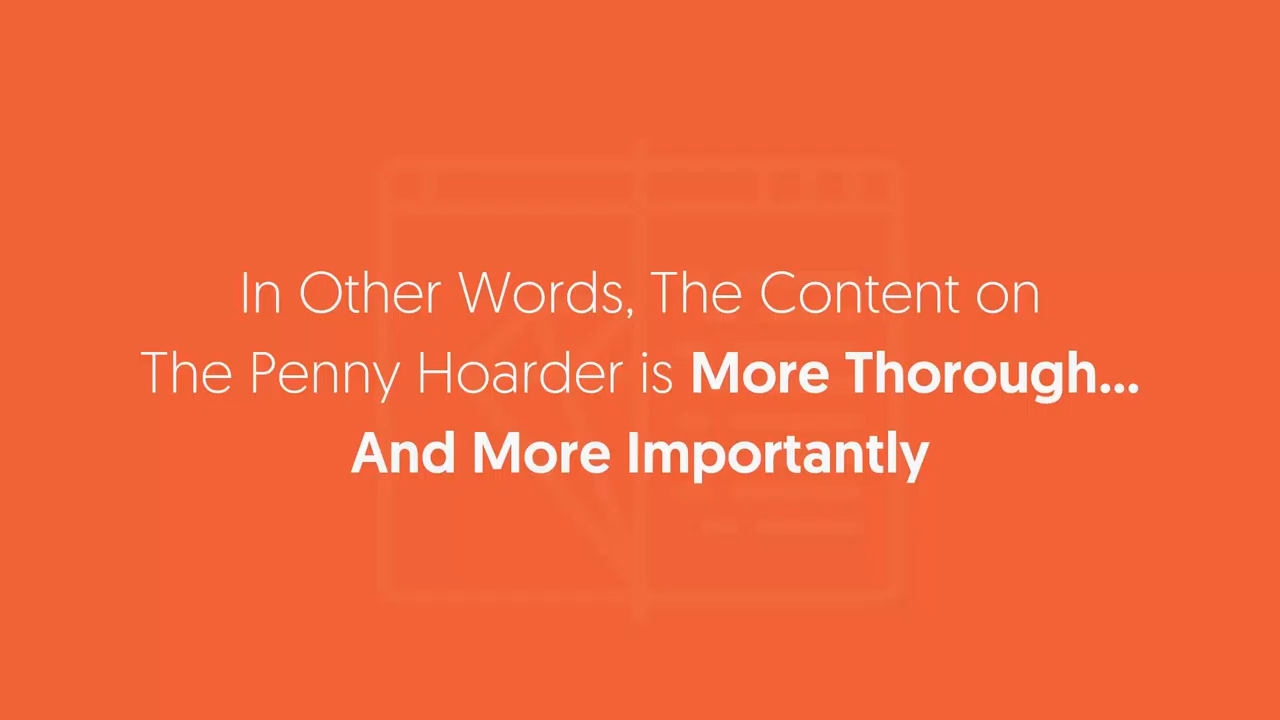 In Other Words, The Content on
The Penny Hoarder is More Thorough...
And More Importantly